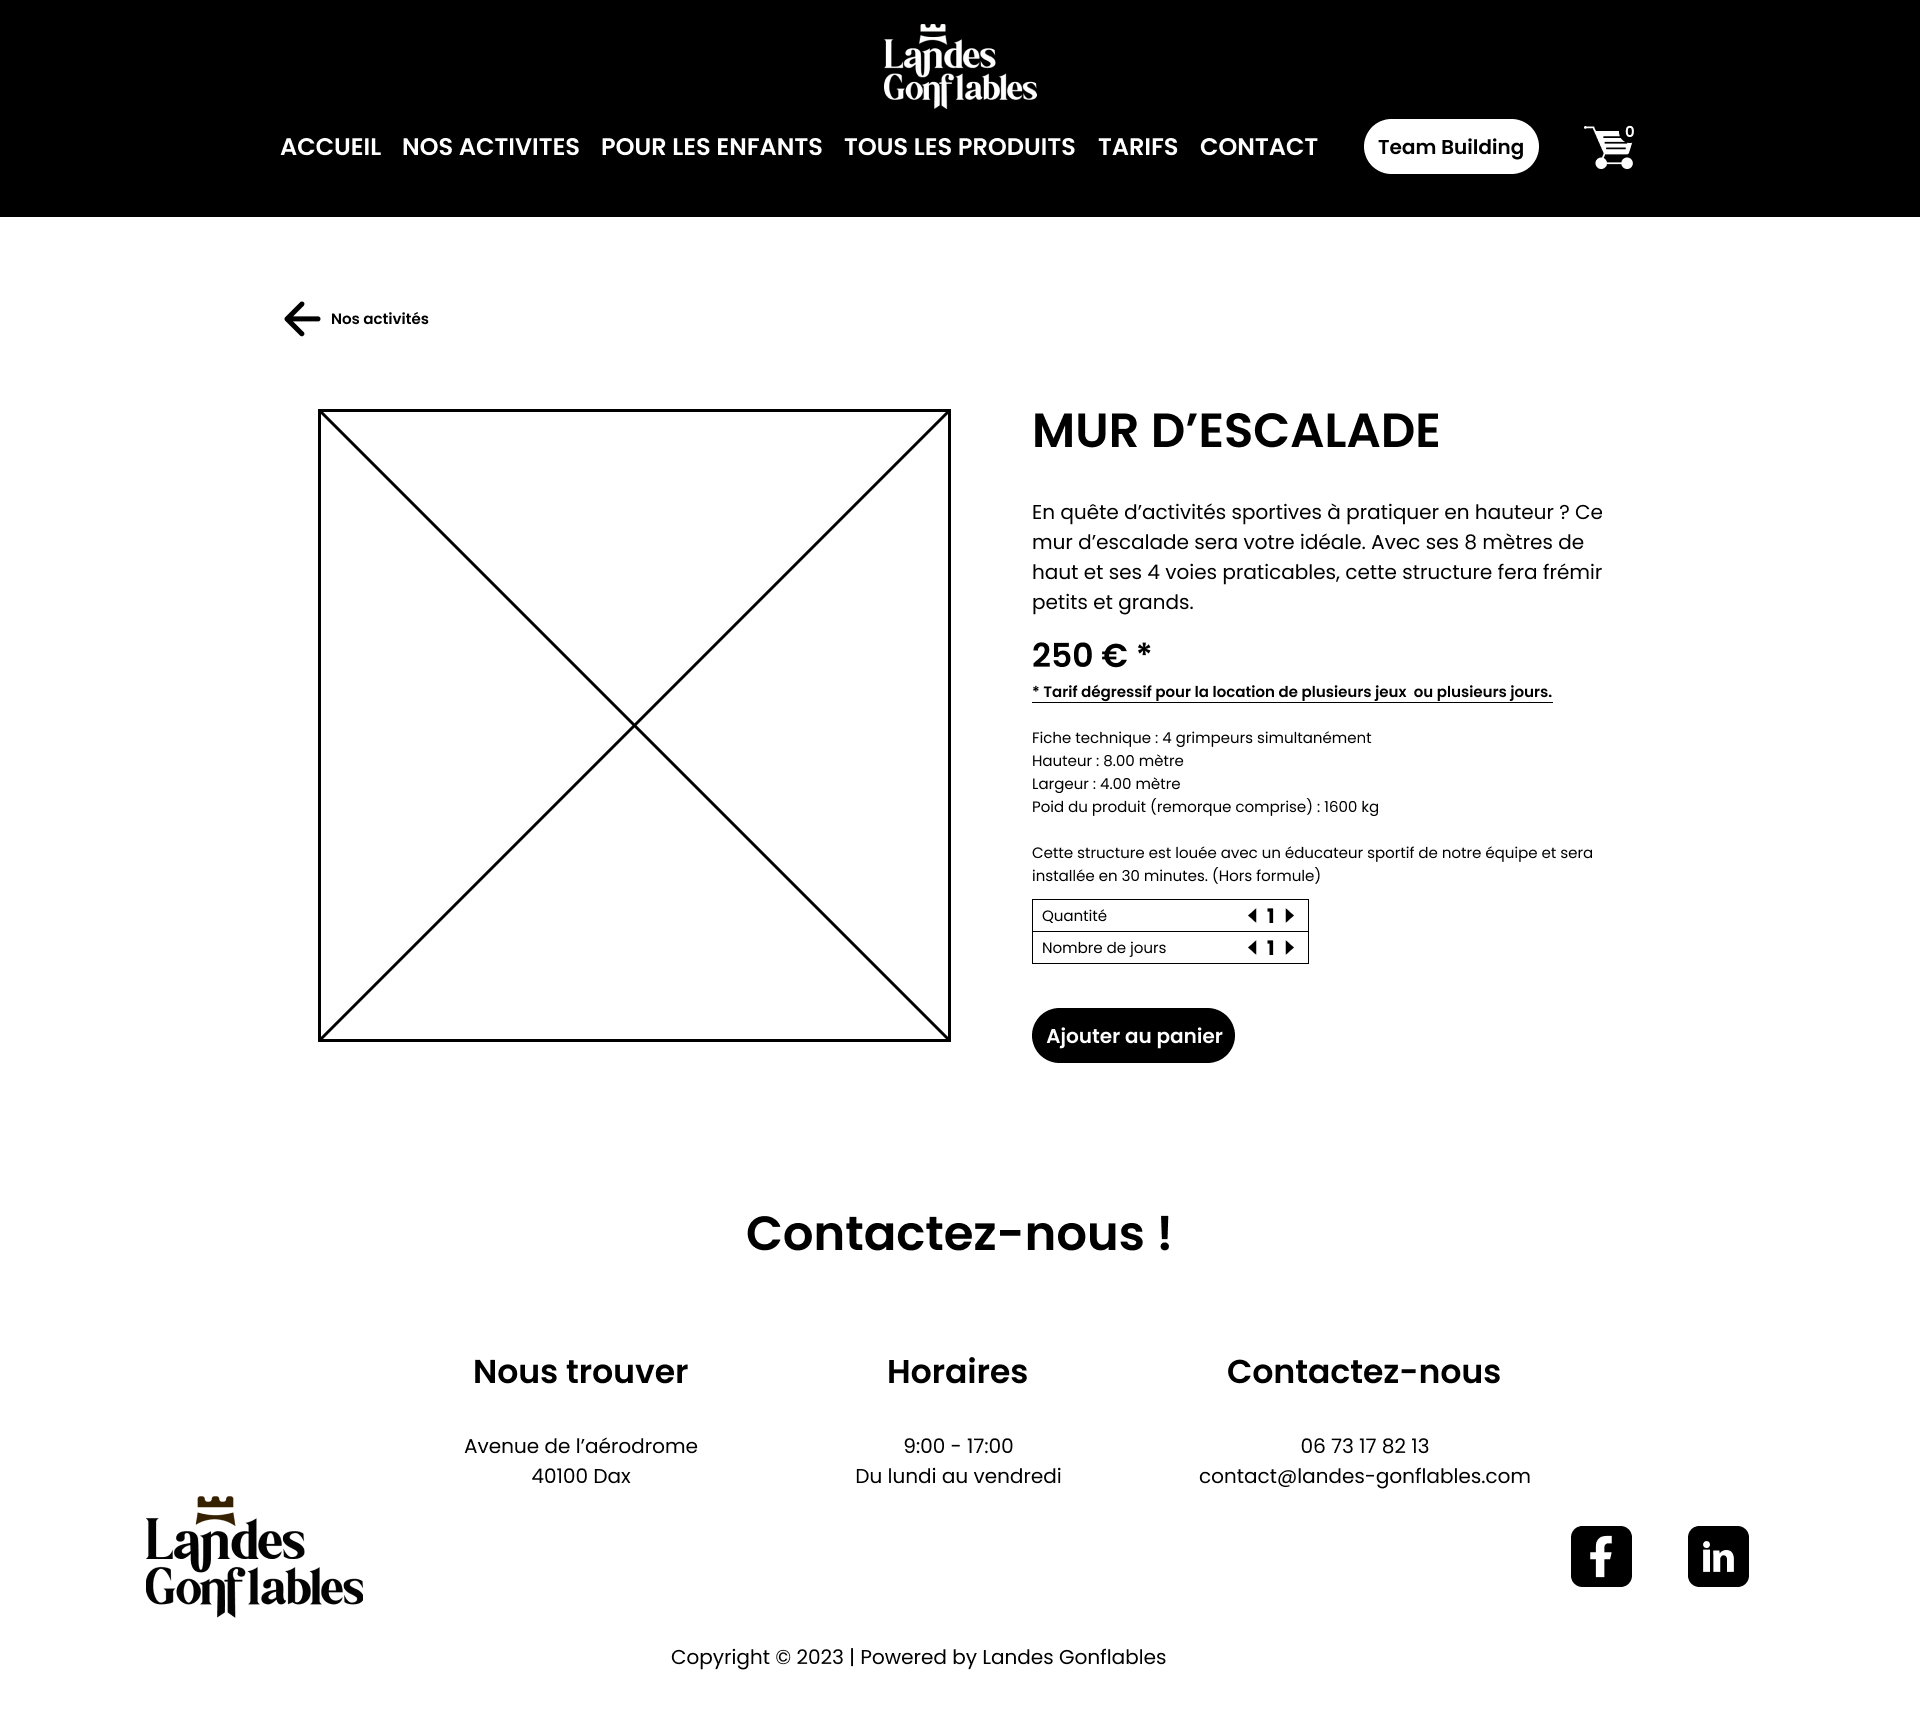 Landes
Gonflables
ACCUEIL NOS ACTIVITES POUR LES ENFANTS TOUS LES PRODUITS TARIFS CONTACT Team Building 0
Nos activités
MUR D’ESCALADE
En quête d’activités sportives à pratiquer en hauteur ? Ce
mur d’escalade sera votre idéale. Avec ses 8 mètres de
haut et ses 4 voies praticables, cette structure fera frémir
petits et grands.
250 € *
* Tarif dégressif pour la location de plusieurs jeux  ou plusieurs jours.
Fiche technique : 4 grimpeurs simultanément
Hauteur : 8.00 mètre
Largeur : 4.00 mètre
Poid du produit (remorque comprise) : 1600 kg
Cette structure est louée avec un éducateur sportif de notre équipe et sera
installée en 30 minutes. (Hors formule)
Quantité 1
Nombre de jours 1
Ajouter au panier
Contactez-nous !
Nous trouver
Avenue de l’aérodrome
40100 Dax
Horaires
9:00 - 17:00
Du lundi au vendredi
Contactez-nous
06 73 17 82 13
contact@landes-gonflables.com
Landes
Gonflables
f in
Copyright © 2023 | Powered by Landes Gonflables